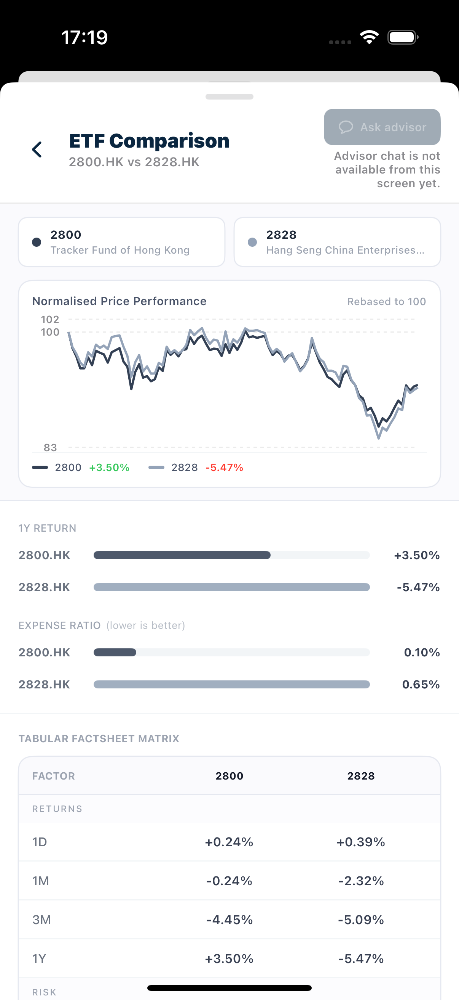 17:19
Ask advisor
ETF Comparison
2800.HK vs 2828.HK
Advisor chat is not
available from this
screen yet.
2800
Tracker Fund of Hong Kong
2828
Hang Seng China Enterprises...
Normalised Price Performance
Rebased to 100
102
100
83
2800 +3.50%
2828 -5.47%
1Y RETURN
2800.HK +3.50%
2828.HK -5.47%
EXPENSE RATIO (lower is better)
2800.HK 0.10%
2828.HK 0.65%
TABULAR FACTSHEET MATRIX
FACTOR 2800 2828
RETURNS
1D +0.24% +0.39%
1M -0.24% -2.32%
3M -4.45% -5.09%
1Y +3.50% -5.47%
RISK